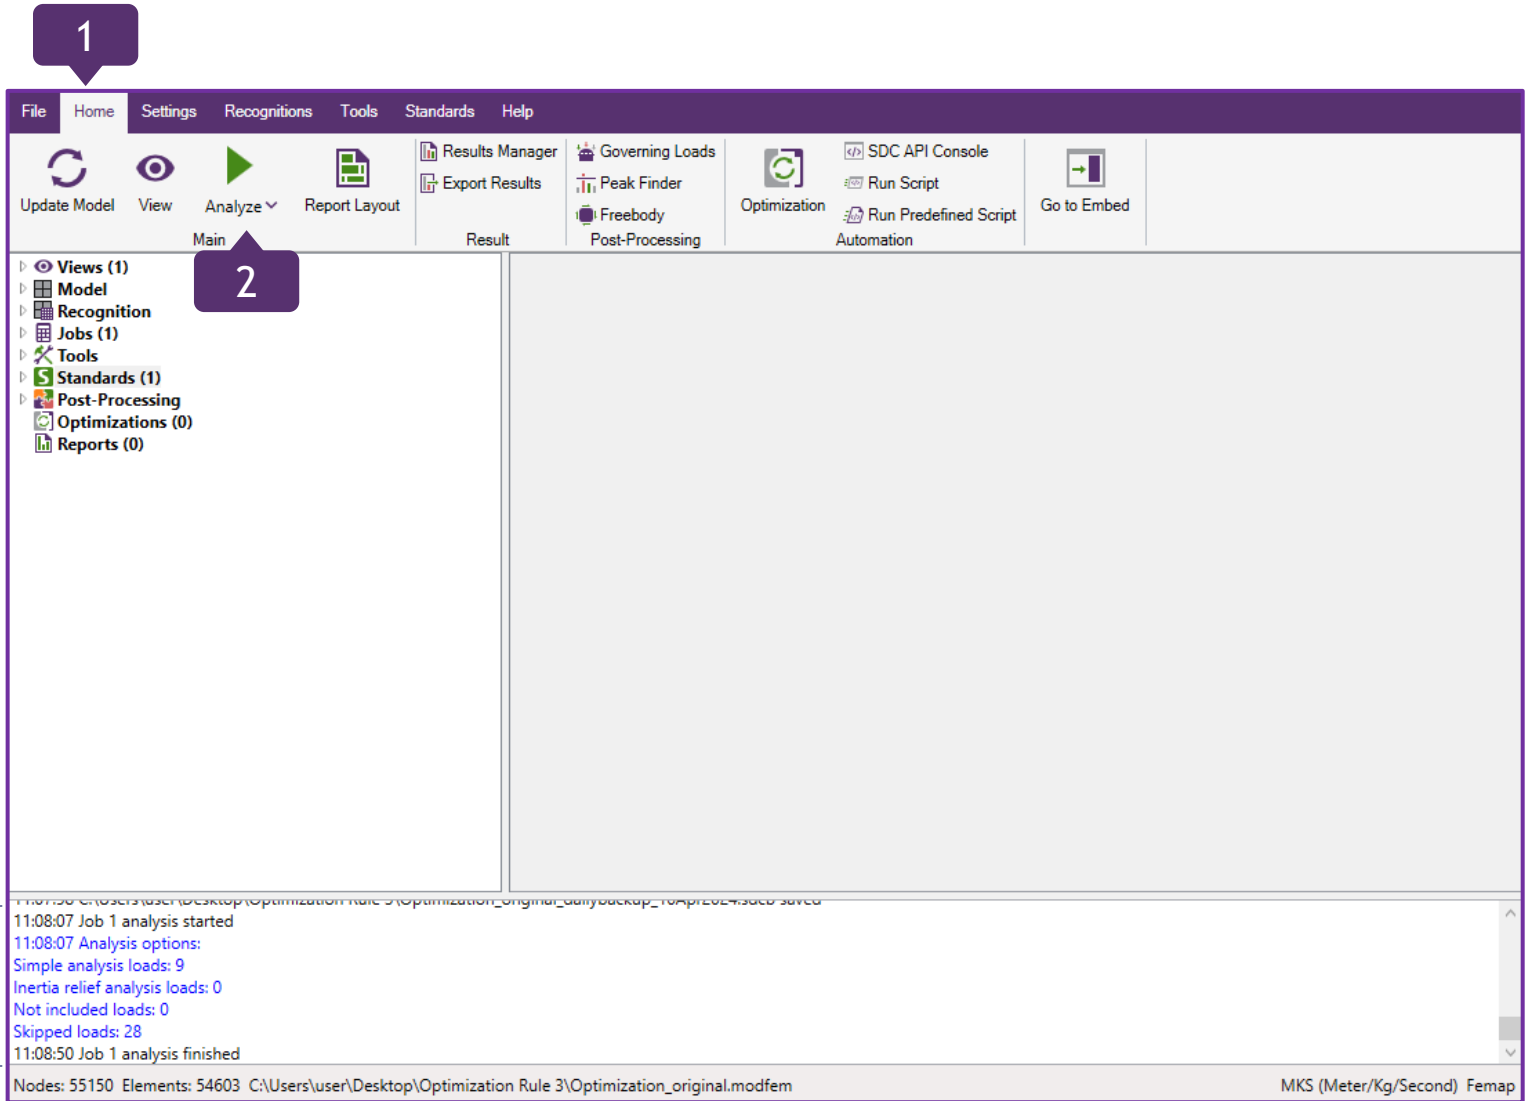 1
File Home Settings Recognitions Tools Standards Help
Results Manager Governing Loads SDC API Console
Export Results Peak Finder Run Script
Update Model View Analyze Report Layout Freebody Optimization Run Predefined Script Go to Embed
Main Result Post-Processing Automation
2
Views (1)
Model
Recognition
Jobs (1)
Tools
Standards (1)
Post-Processing
Optimizations (0)
Reports (0)
11:08:07 Job 1 analysis started
11:08:07 Analysis options:
Simple analysis loads: 9
Inertia relief analysis loads: 0
Not included loads: 0
Skipped loads: 28
11:08:50 Job 1 analysis finished
Nodes: 55150 Elements: 54603 C:\Users\user\Desktop\Optimization Rule 3\Optimization_original.modfem MKS (Meter/Kg/Second) Femap